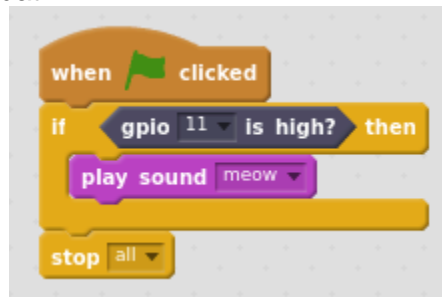 when clicked
if gpio 11 is high? then
play sound meow
stop all